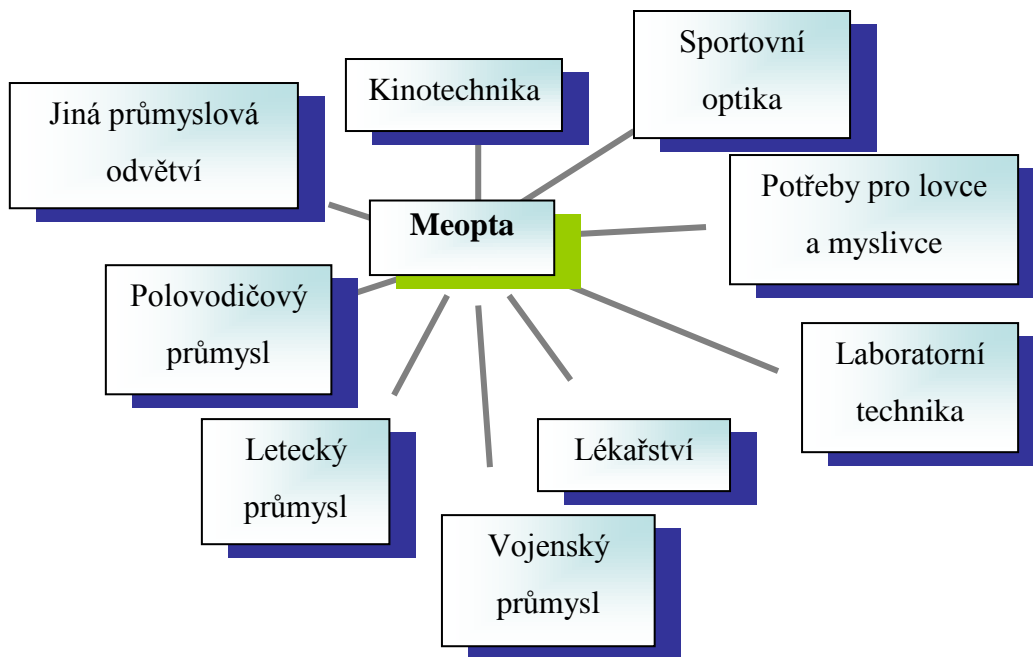 Sportovní
optika
Kinotechnika
Jiná průmyslová
odvětví
Potřeby pro lovce
a myslivce
Meopta
Polovodičový
průmysl
Laboratorní
technika
Letecký
průmysl
Lékařství
Vojenský
průmysl